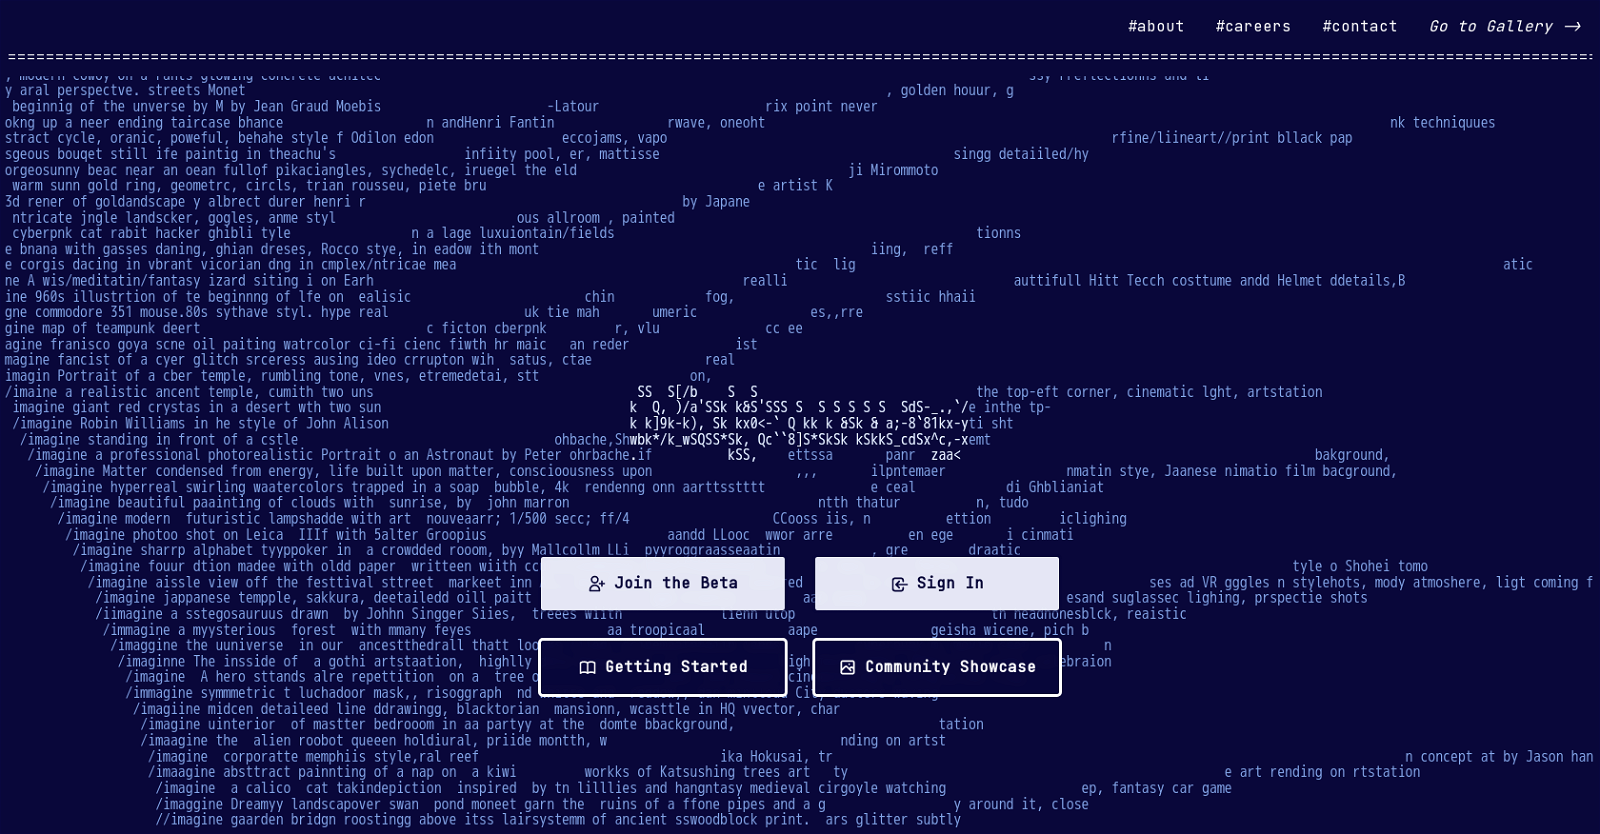 #about #careers #contact Go to Gallery →
y aral perspectve. streets Monet , golden houur, g
beginnig of the unverse by M by Jean Graud Moebis -Latour rix point never
okng up a neer ending taircase bhance n andHenri Fantin rwave, oneoht nk techniquues
stract cycle, oranic, poweful, behahe style f Odilon edon eccojams, vapo rfine/liineart//print bllack pap
sgeous bouqet still ife paintig in theachu's infiity pool, er, mattisse singg detaiiled/hy
orgeosunny beac near an oean fullof pikaciangles, sychedelc, iruegel the eld ji Mirommoto
warm sunn gold ring, geometrc, circls, trian rousseu, piete bru e artist K
3d rener of goldandscape y albrect durer henri r by Japane
ntricate jngle landscker, gogles, anme styl ous allroom , painted
cyberpnk cat rabit hacker ghibli tyle n a lage luxuiontain/fields tionns
e bnana with gasses daning, ghian dreses, Rocco stye, in eadow ith mont iing, reff
e corgis dacing in vbrant vicorian dng in cmplex/ntricae mea tic lig atic
ne A wis/meditatin/fantasy izard siting i on Earh realli auttifull Hitt Tecch costtume andd Helmet ddetails,B
ine 960s illustrtion of te beginnng of lfe on ealisic chin fog, sstiic hhaii
gne commodore 351 mouse.80s sythave styl. hype real uk tie mah umeric es,,rre
gine map of teampunk deert c ficton cberpnk r, vlu cc ee
agine franisco goya scne oil paiting watrcolor ci-fi cienc fiwth hr maic an reder ist
magine fancist of a cyer glitch srceress ausing ideo crrupton wih satus, ctae real
imagin Portrait of a cber temple, rumbling tone, vnes, etremedetai, stt on,
/imaine a realistic ancent temple, cumith two uns SS S[/b S S the top-eft corner, cinematic lght, artstation
imagine giant red crystas in a desert wth two sun k Q, )/a'SSk k&S'SSS S S S S S S SdS-_.,`/e inthe tp-
/imagine Robin Williams in he style of John Alison k k]9k-k), Sk kx0<-` Q kk k &Sk & a;-8`81kx-yti sht
/imagine standing in front of a cstle ohbache,Shwbk*/k_wSQSS*Sk, Qc``8]S*SkSk kSkkS_cdSx^c,-xemt
/imagine a professional photorealistic Portrait o an Astronaut by Peter ohrbache.if kSS, ettssa panr zaa< bakground,
/imagine Matter condensed from energy, life built upon matter, conscioousness upon ,,, ilpntemaer nmatin stye, Jaanese nimatio film bacground,
/imagine hyperreal swirling waatercolors trapped in a soap bubble, 4k rendenng onn aarttsstttt e ceal di Ghblianiat
/imagine beautiful paainting of clouds with sunrise, by john marron ntth thatur n, tudo
/imagine modern futuristic lampshadde with art nouveaarr; 1/500 secc; ff/4 CCooss iis, n ettion iclighing
/imagine photoo shot on Leica IIIf with 5alter Groopius aandd LLooc wwor arre en ege i cinmati
/imagine sharrp alphabet tyyppoker in a crowdded rooom, byy Mallcollm LLi pyyroggraasseaatin , gre draatic
/imagine fouur dtion madee with oldd paper writteen wiith cc tyle o Shohei tomo
/imagine aissle view off the festtival sttreet markeet inn red ses ad VR gggles n stylehots, mody atmoshere, ligt coming f
/imagine jappanese tempple, sakkura, deetailedd oill paitt aa esand suglassec lighing, prspectie shots
/iimagine a sstegosauruus drawn by Johhn Singger Siies, treees wiith tienn utop th neadnonesblck, reaistic
/immagine a myysterious forest with mmany feyes aa troopicaal aape geisha wicene, pich b
/imaggine the uuniverse in our ancestthedrall thatt loo n
/imaginne The insside of a gothi artstaation, highlly igh ebraion
/imagine A hero sttands alre repettition on a tree o cine
/immagine symmmetric t luchadoor mask,, risoggraph nd
/imagiine midcen detaileed line ddrawingg, blacktorian mansionn, wcasttle in HQ vvector, char
/imagine uinterior of mastter bedrooom in aa partyy at the domte bbackground, tation
/imaagine the alien roobot queeen holdiural, priide montth, w nding on artst
/imagine corporatte memphiis style,ral reef ika Hokusai, tr n concept at by Jason han
/imaagine absttract painnting of a nap on a kiwi workks of Katsushing trees art ty e art rending on rtstation
/imagine a calico cat takindepiction inspired by tn lilllies and hangntasy medieval cirgoyle watching ep, fantasy car game
/imaggine Dreamyy landscapover swan pond moneet garn the ruins of a ffone pipes and a g y around it, close
//imagine gaarden bridgn roostingg above itss lairsystemm of ancient sswoodblock print. ars glitter subtly
Join the Beta Sign In
Getting Started Community Showcase